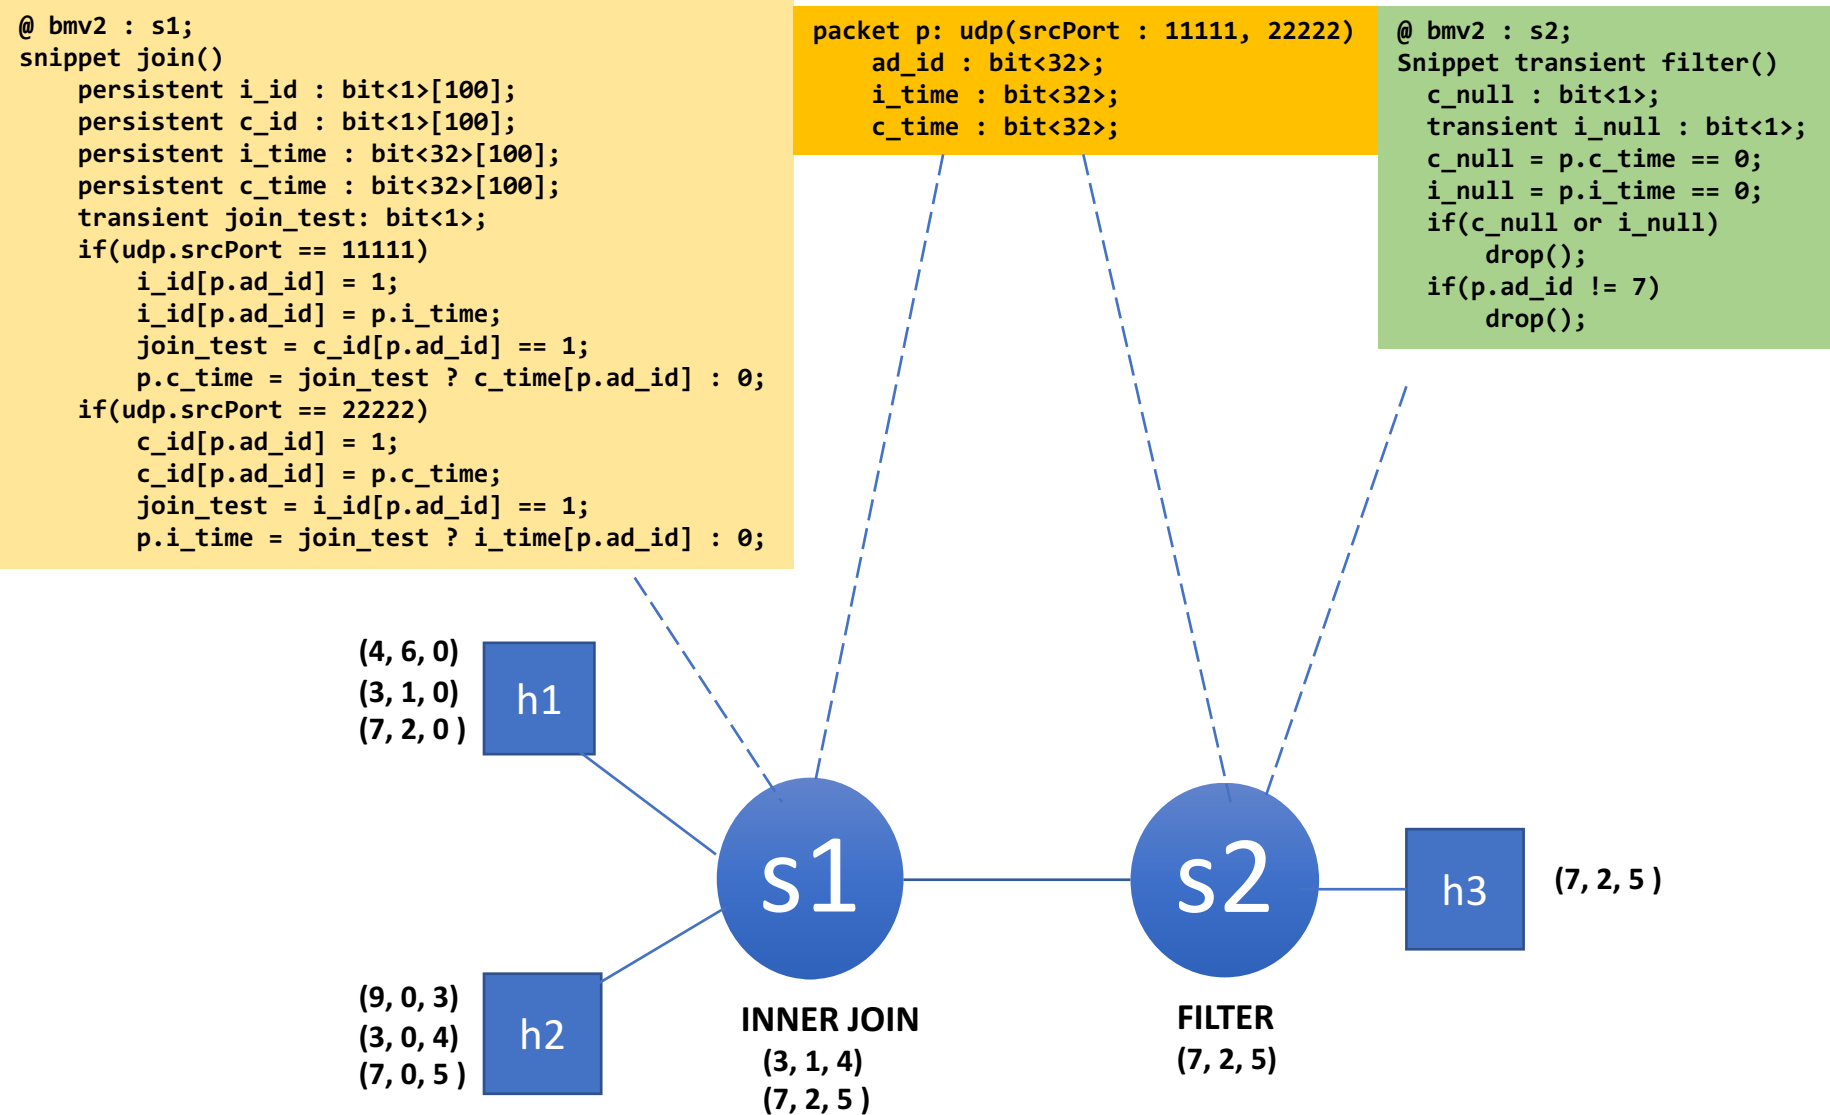 @ bmv2 : s1;
snippet join()
    persistent i_id : bit<1>[100];
    persistent c_id : bit<1>[100];
    persistent i_time : bit<32>[100];
    persistent c_time : bit<32>[100];
    transient join_test: bit<1>;
    if(udp.srcPort == 11111)
        i_id[p.ad_id] = 1;
        i_id[p.ad_id] = p.i_time;
        join_test = c_id[p.ad_id] == 1;
        p.c_time = join_test ? c_time[p.ad_id] : 0;
    if(udp.srcPort == 22222)
        c_id[p.ad_id] = 1;
        c_id[p.ad_id] = p.c_time;
        join_test = i_id[p.ad_id] == 1;
        p.i_time = join_test ? i_time[p.ad_id] : 0;
packet p: udp(srcPort : 11111, 22222)
    ad_id : bit<32>;
    i_time : bit<32>;
    c_time : bit<32>;
@ bmv2 : s2;
Snippet transient filter()
  c_null : bit<1>;
  transient i_null : bit<1>;
  c_null = p.c_time == 0;
  i_null = p.i_time == 0;
  if(c_null or i_null)
      drop();
  if(p.ad_id != 7)
      drop();
(4, 6, 0)
(3, 1, 0)
(7, 2, 0 )
h1
(9, 0, 3)
(3, 0, 4)
(7, 0, 5 )
h2
s1
INNER JOIN
(3, 1, 4)
(7, 2, 5 )
s2
FILTER
(7, 2, 5)
h3
(7, 2, 5 )